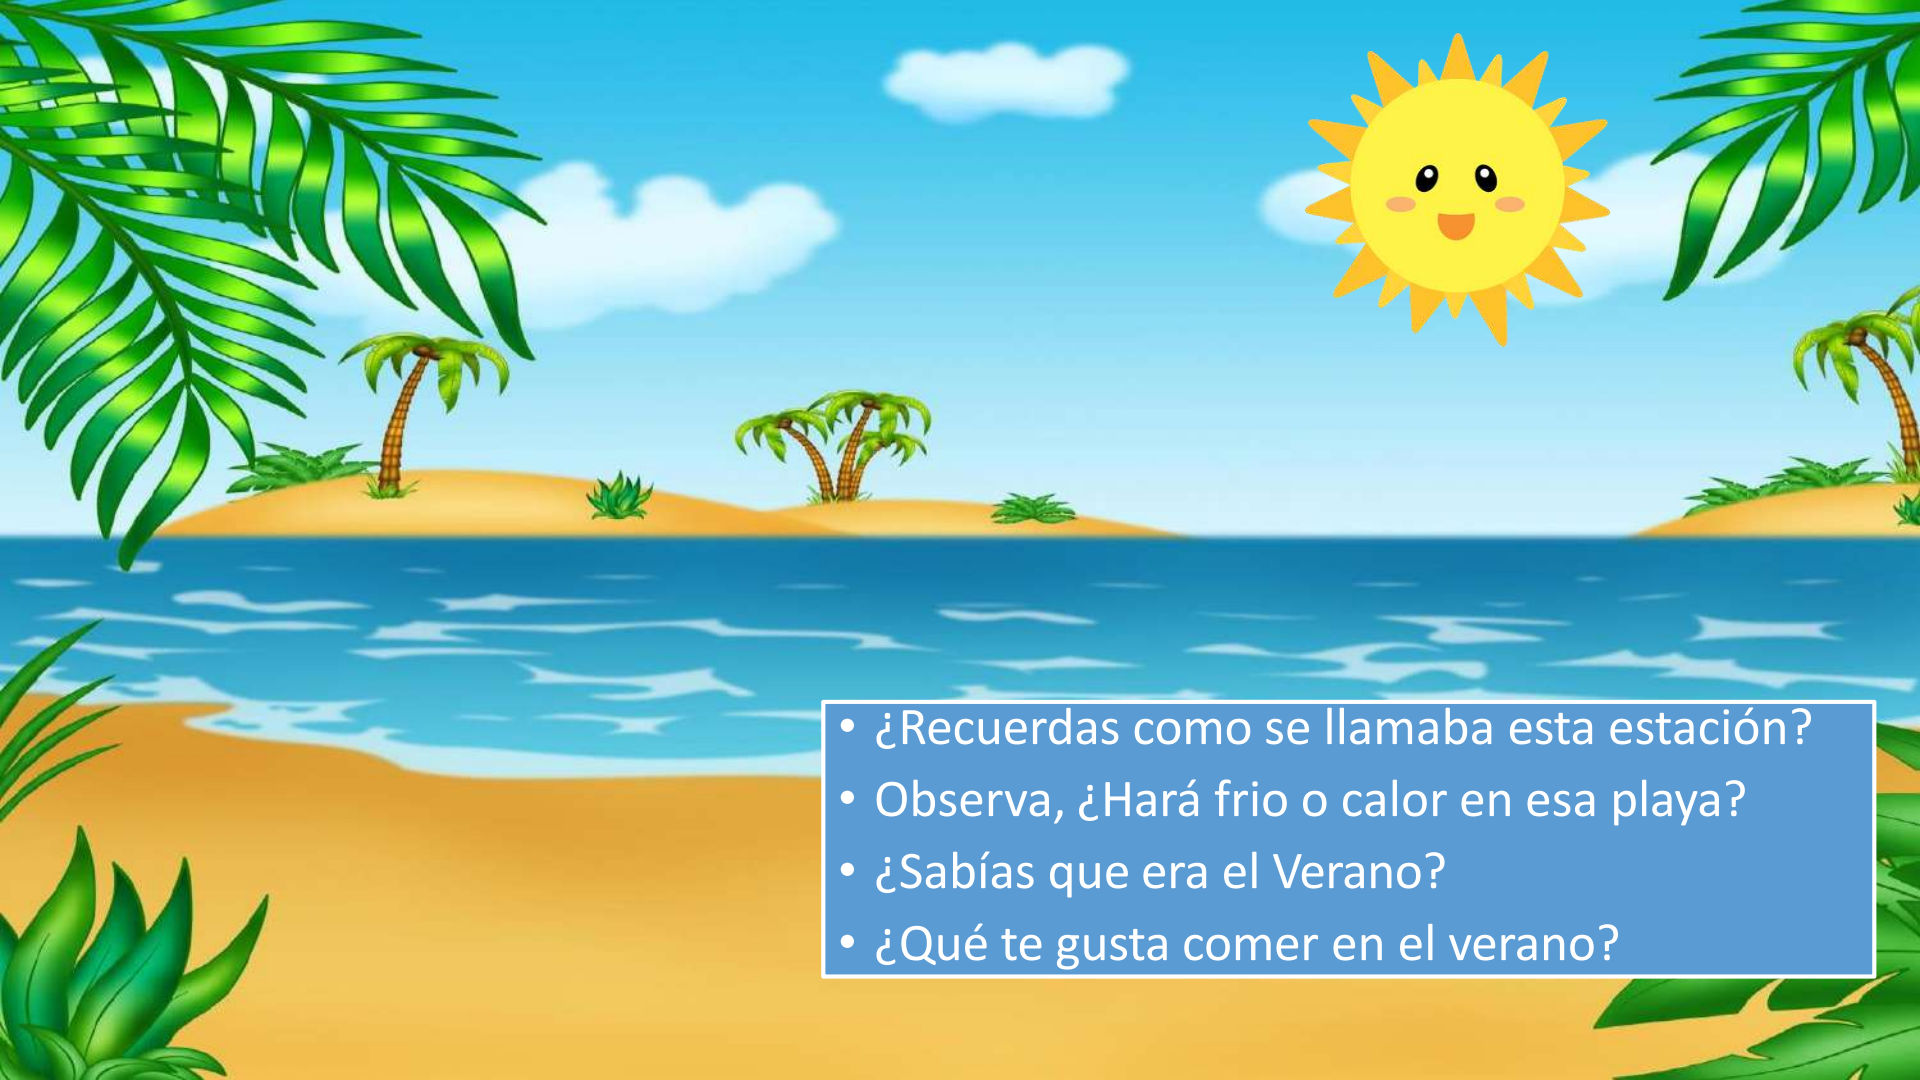 • ¿Recuerdas como se llamaba esta estación?
• Observa, ¿Hará frio o calor en esa playa?
• ¿Sabías que era el Verano?
• ¿Qué te gusta comer en el verano?